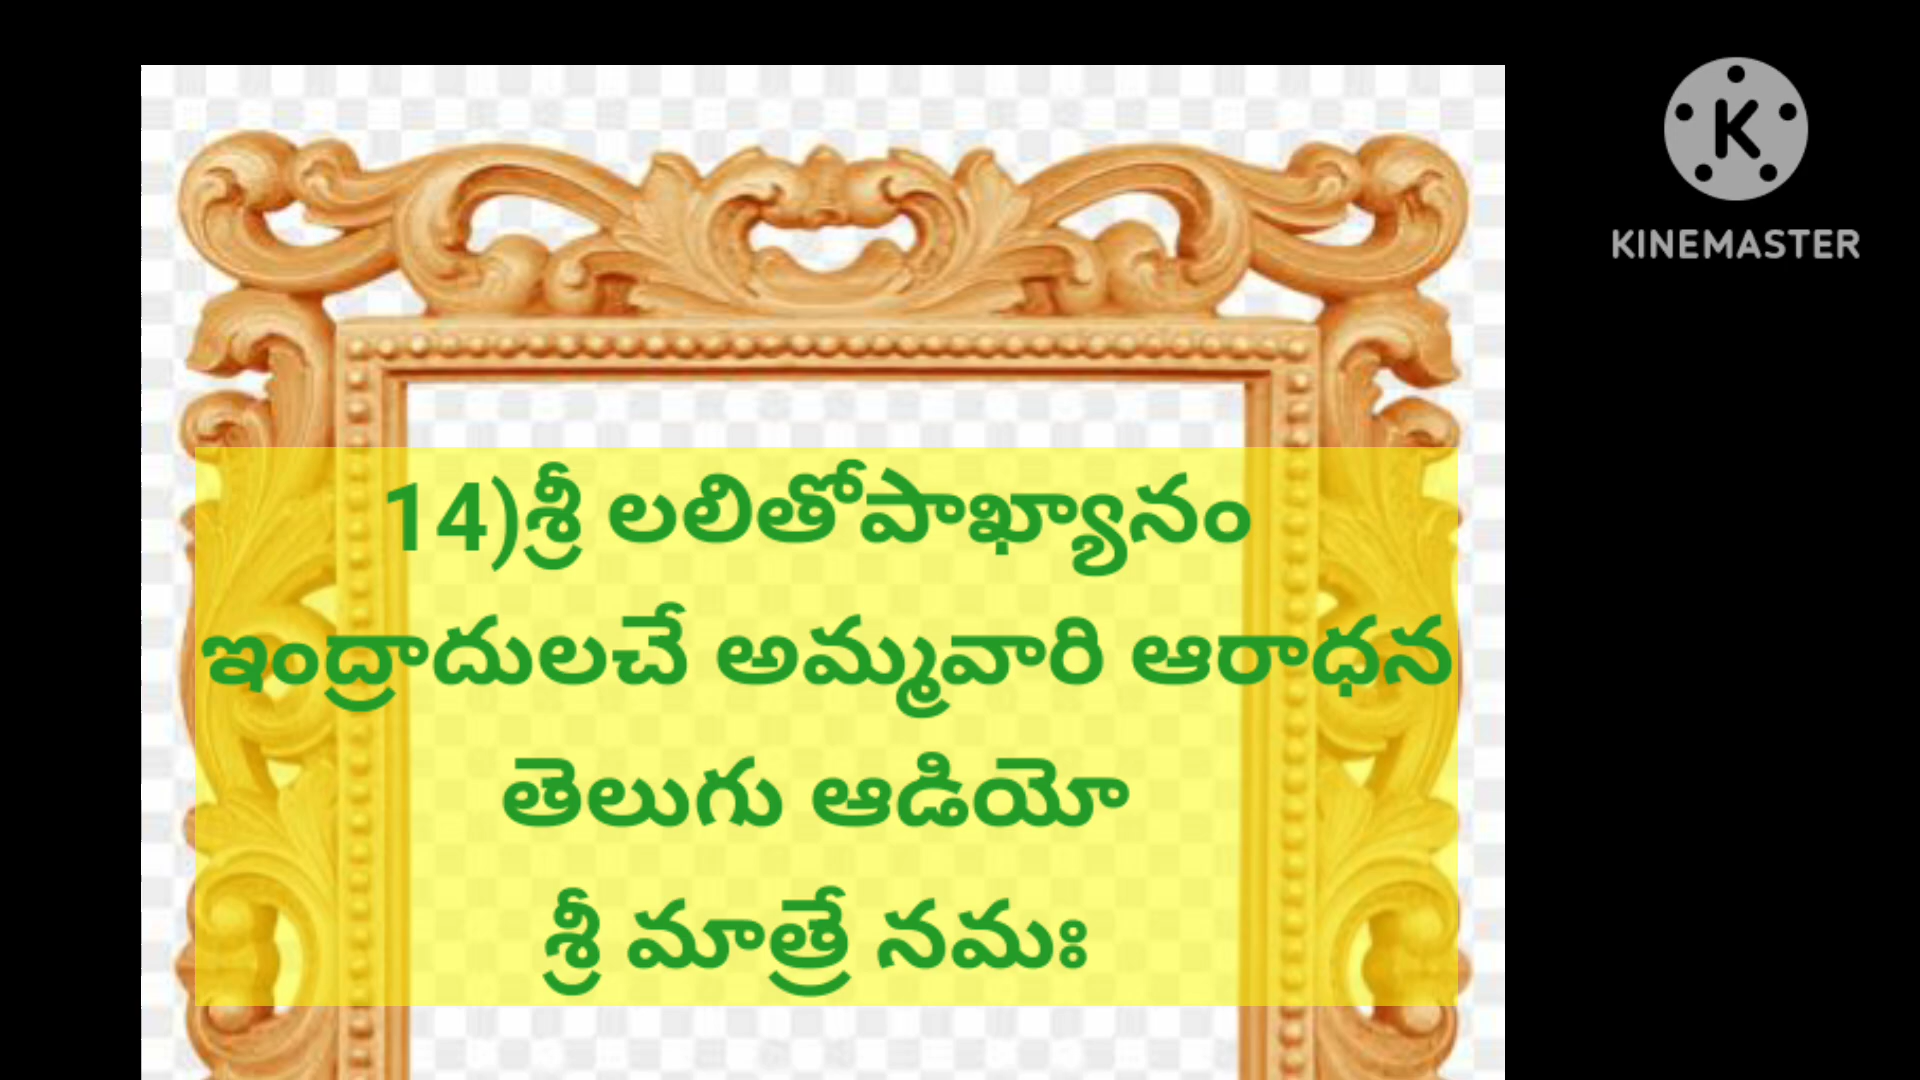 KINEMASTER
14)శ్రీ లలితోపాఖ్యానం
ఇంద్రాదులచే అమ్మవారి ఆరాధన
తెలుగు ఆడియో
శ్రీ మాత్రే నమః